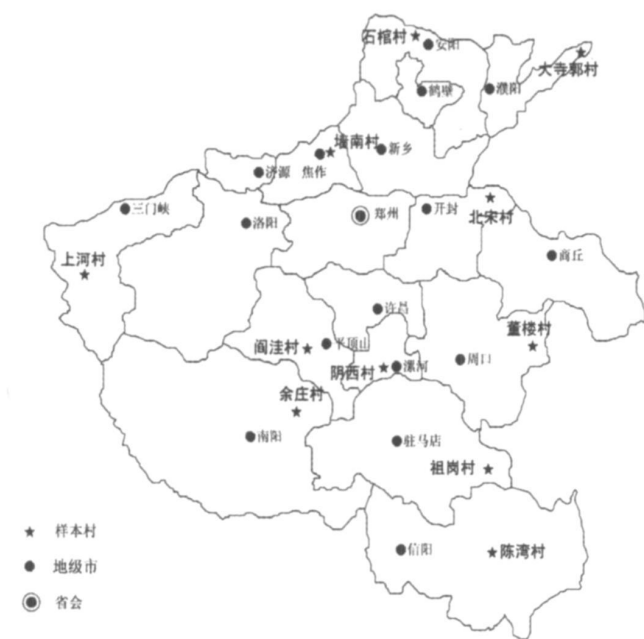 石棺村
安阳
大寺郭村
鹤壁
濮阳
墙南村
新乡
济源
焦作
三门峡
洛阳
郑州
开封
北宋村
上河村
商丘
许昌
董楼村
阎洼村
平顶山
阴西村
漯河
周口
余庄村
南阳
驻马店
祖岗村
信阳
陈湾村
样本村
地级市
省会